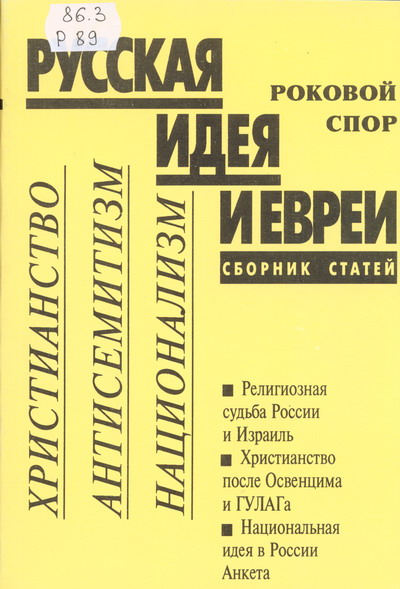 86.3
Р 89
РУССКАЯ
ИДЕЯ
И ЕВРЕИ
РОКОВОЙ
СПОР
СБОРНИК СТАТЕЙ
ХРИСТИАНСТВО
АНТИСЕМИТИЗМ
НАЦИОНАЛИЗМ
■ Религиозная
судьба России
и Израиль
■ Христианство
после Освенцима
и ГУЛАГа
■ Национальная
идея в России
Анкета